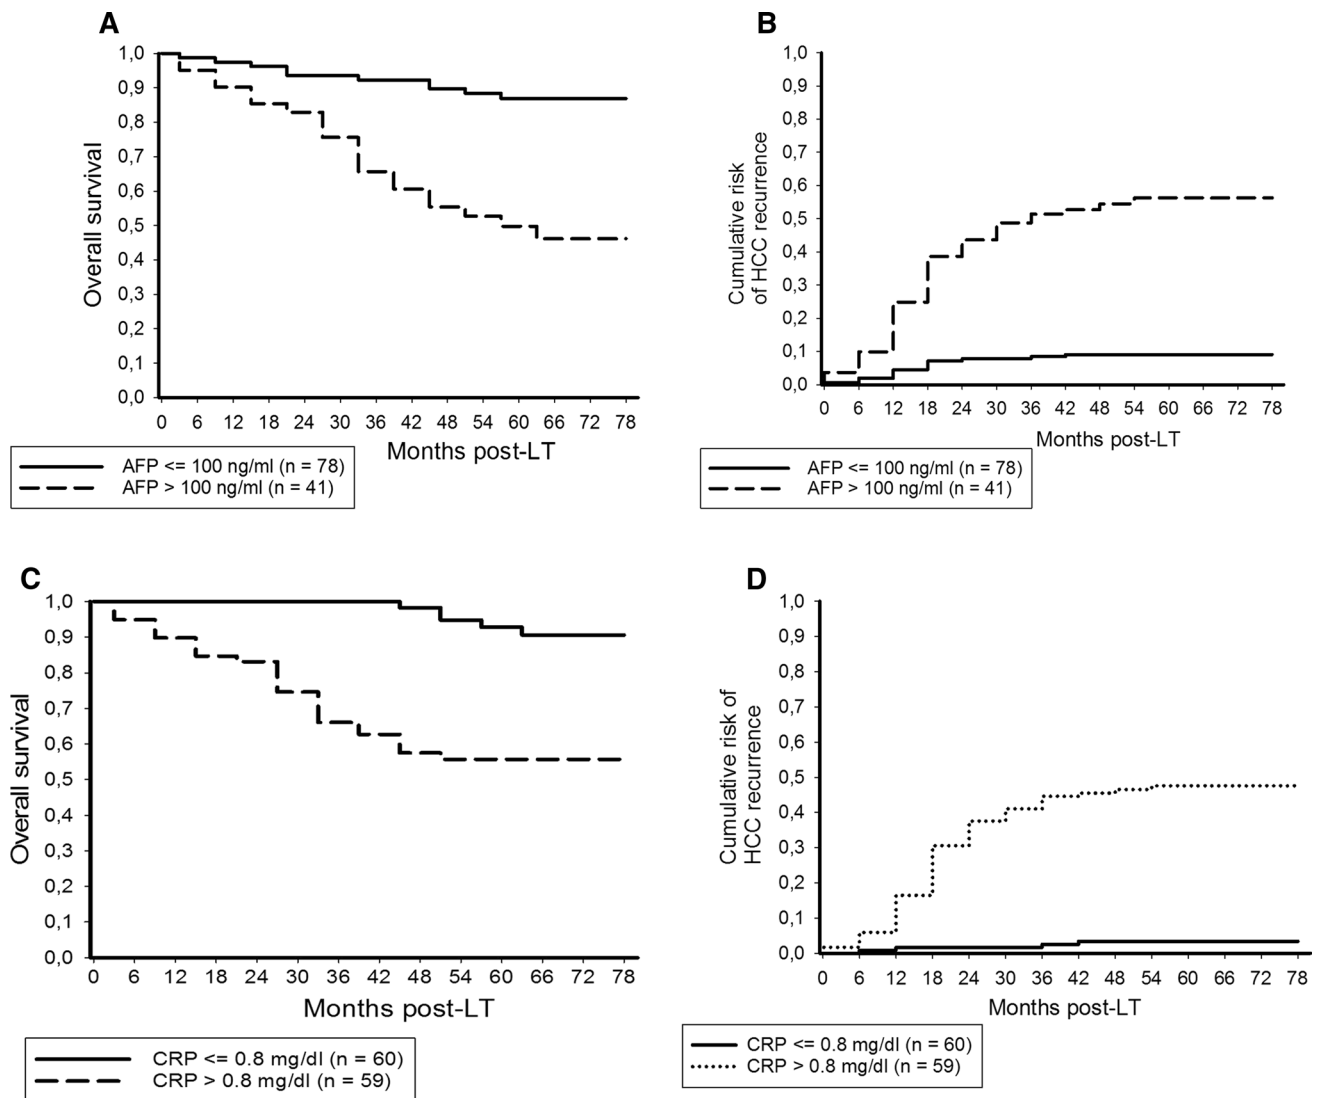 A
1,0
0,9
0,8
0,7
0,6
0,5
0,4
0,3
0,2
0,1
0,0
Overall survival
0 6 12 18 24 30 36 42 48 54 60 66 72 78
Months post-LT
AFP <= 100 ng/ml (n = 78)
AFP > 100 ng/ml (n = 41)
B
1,0
0,9
0,8
0,7
0,6
0,5
0,4
0,3
0,2
0,1
0,0
Cumulative risk
of HCC recurrence
0 6 12 18 24 30 36 42 48 54 60 66 72 78
Months post-LT
AFP <= 100 ng/ml (n = 78)
AFP > 100 ng/ml (n = 41)
C
1,0
0,9
0,8
0,7
0,6
0,5
0,4
0,3
0,2
0,1
0,0
Overall survival
0 6 12 18 24 30 36 42 48 54 60 66 72 78
Months post-LT
CRP <= 0.8 mg/dl (n = 60)
CRP > 0.8 mg/dl (n = 59)
D
1,0
0,9
0,8
0,7
0,6
0,5
0,4
0,3
0,2
0,1
0,0
Cumulative risk of
HCC recurrence
0 6 12 18 24 30 36 42 48 54 60 66 72 78
Months post-LT
CRP <= 0.8 mg/dl (n = 60)
CRP > 0.8 mg/dl (n = 59)